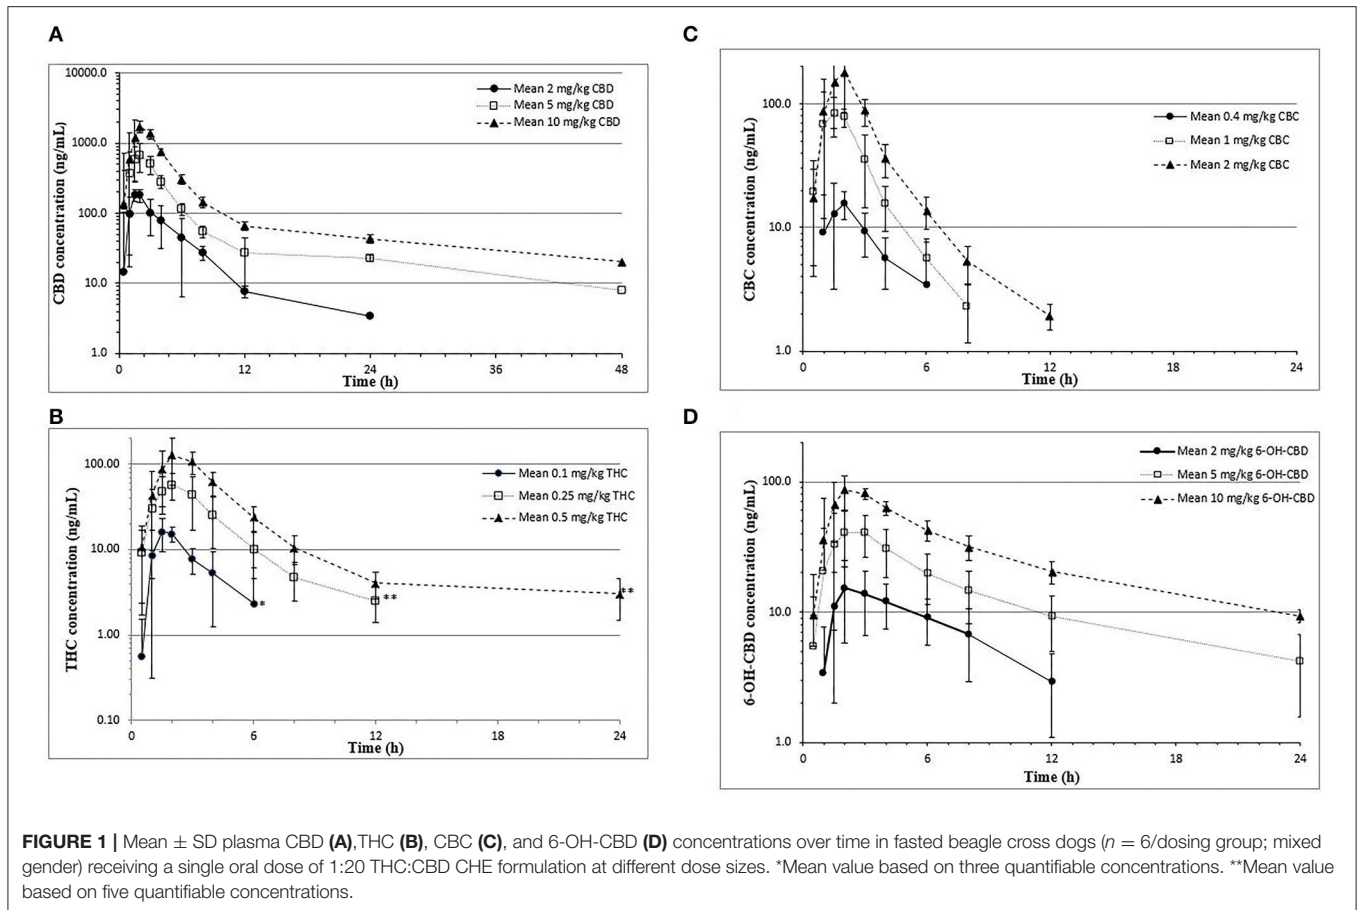 A
10000.0
1000.0
100.0
10.0
1.0
CBD concentration (ng/mL)
Mean 2 mg/kg CBD
Mean 5 mg/kg CBD
Mean 10 mg/kg CBD
0 12 24 36 48
Time (h)
B
100.00
10.00
1.00
0.10
THC concentration (ng/mL)
Mean 0.1 mg/kg THC
Mean 0.25 mg/kg THC
Mean 0.5 mg/kg THC
*
**
**
0 6 12 18 24
Time (h)
C
100.0
10.0
1.0
CBC concentration (ng/mL)
Mean 0.4 mg/kg CBC
Mean 1 mg/kg CBC
Mean 2 mg/kg CBC
0 6 12 18 24
Time (h)
D
100.0
10.0
1.0
6-OH-CBD concentration (ng/mL)
Mean 2 mg/kg 6-OH-CBD
Mean 5 mg/kg 6-OH-CBD
Mean 10 mg/kg 6-OH-CBD
0 6 12 18 24
Time (h)
FIGURE 1 | Mean ± SD plasma CBD (A),THC (B), CBC (C), and 6-OH-CBD (D) concentrations over time in fasted beagle cross dogs (n = 6/dosing group; mixed
gender) receiving a single oral dose of 1:20 THC:CBD CHE formulation at different dose sizes. *Mean value based on three quantifiable concentrations. **Mean value
based on five quantifiable concentrations.